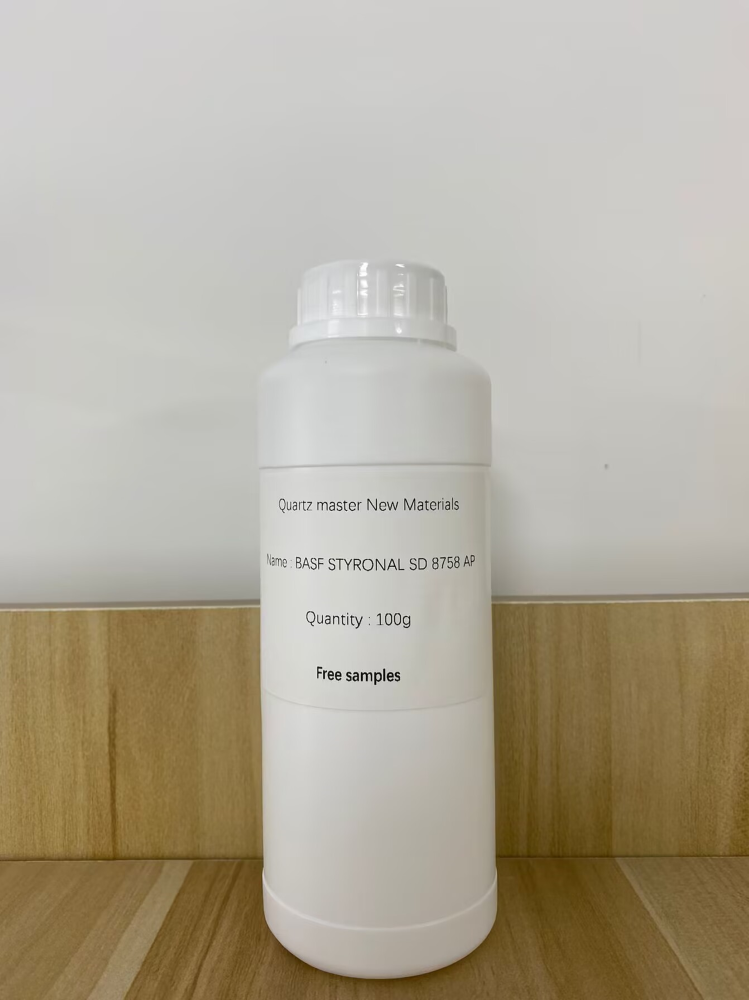 Quartz master New Materials
Name : BASF STYRONAL SD 8758 AP
Quantity : 100g
Free samples